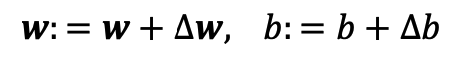 w: = w + Δw, b: = b + Δb